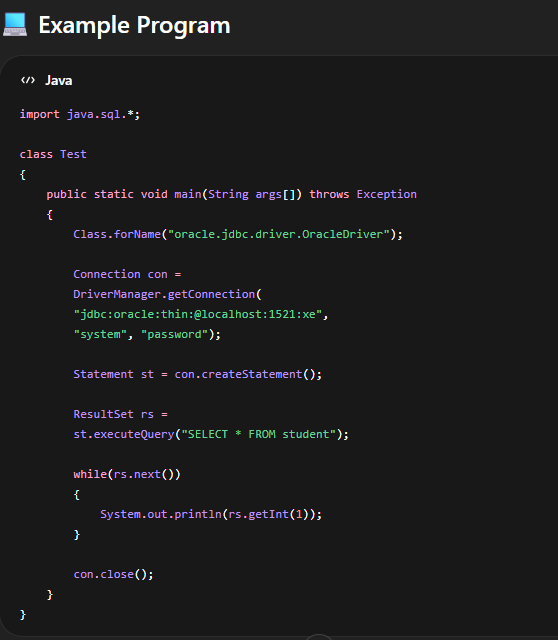 💻 Example Program
</> Java
import java.sql.*;
class Test
{
    public static void main(String args[]) throws Exception
    {
        Class.forName("oracle.jdbc.driver.OracleDriver");
        Connection con =
        DriverManager.getConnection(
        "jdbc:oracle:thin:@localhost:1521:xe",
        "system", "password");
        Statement st = con.createStatement();
        ResultSet rs =
        st.executeQuery("SELECT * FROM student");
        while(rs.next())
        {
            System.out.println(rs.getInt(1));
        }
        con.close();
    }
}